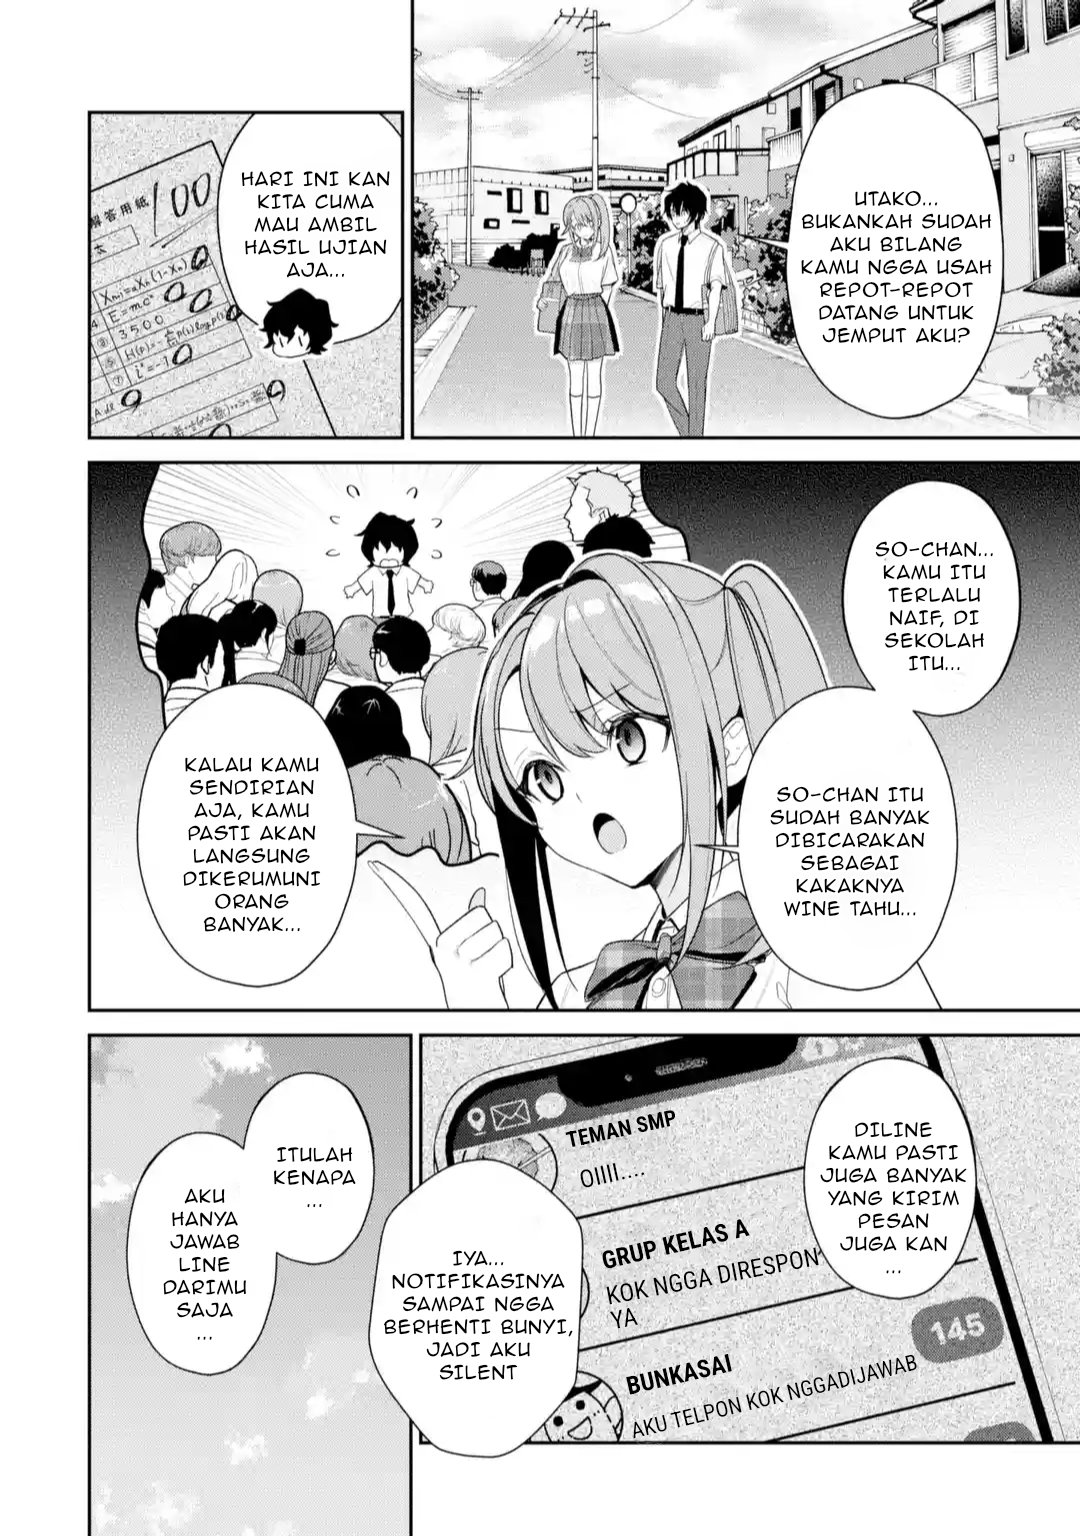 UTAKO...
BUKANKAH SUDAH
AKU BILANG
KAMU NGGA USAH
REPOT-REPOT
DATANG UNTUK
JEMPUT AKU?
HARI INI KAN
KITA CUMA
MAU AMBIL
HASIL UJIAN
AJA...
100
解答用紙
SO-CHAN...
KAMU ITU
TERLALU
NAIF, DI
SEKOLAH
ITU...
SO-CHAN ITU
SUDAH BANYAK
DIBICARAKAN
SEBAGAI
KAKAKNYA
WINE TAHU...
KALAU KAMU
SENDIRIAN
AJA, KAMU
PASTI AKAN
LANGSUNG
DIKERUMUNI
ORANG
BANYAK...
DILINE
KAMU PASTI
JUGA BANYAK
YANG KIRIM
PESAN
JUGA KAN
...
TEMAN SMP
OIIII....
GRUP KELAS A
KOK NGGA DIRESPON
YA
145
BUNKASAI
AKU TELPON KOK NGGADIJAWAB
IYA...
NOTIFIKASINYA
SAMPAI NGGA
BERHENTI BUNYI,
JADI AKU
SILENT
ITULAH
KENAPA
...
AKU
HANYA
JAWAB
LINE
DARIMU
SAJA
...